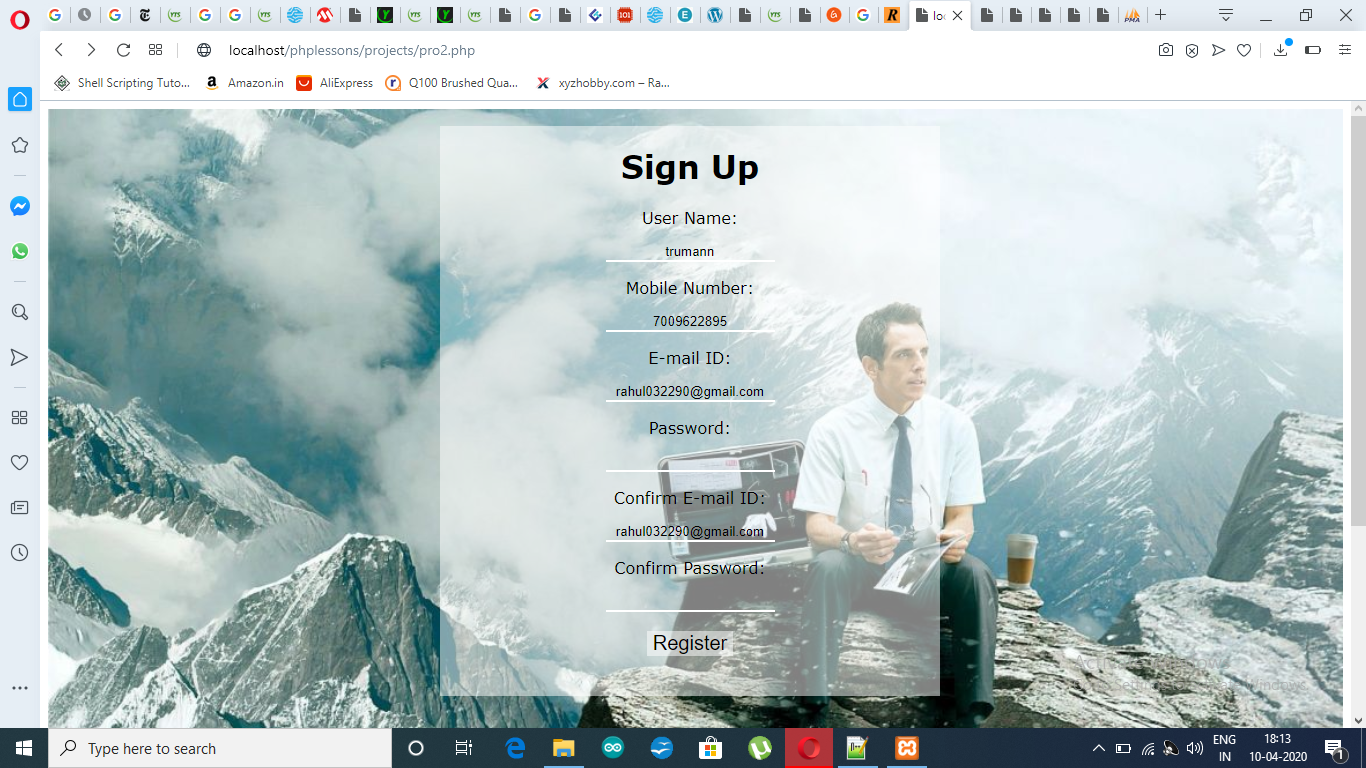 lo
localhost/phplessons/projects/pro2.php
Shell Scripting Tuto... Amazon.in AliExpress Q100 Brushed Qua... xyzhobby.com – Ra...
Sign Up
User Name:
trumann
Mobile Number:
7009622895
E-mail ID:
rahul032290@gmail.com
Password:
Confirm E-mail ID:
rahul032290@gmail.com
Confirm Password:
Register
Type here to search
ENG
IN
18:13
10-04-2020
1